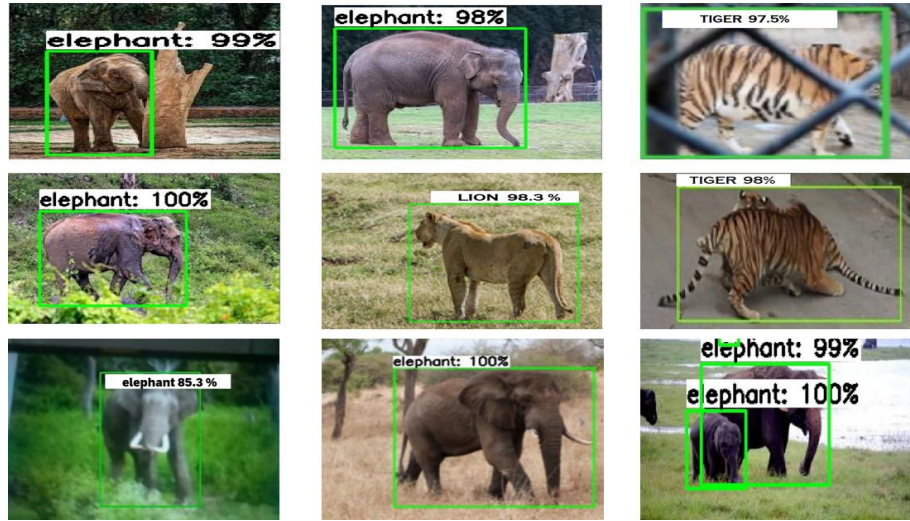 elephant: 99%
elephant: 98%
TIGER 97.5%
elephant: 100%
LION 98.3 %
TIGER 98%
elephant 85.3 %
elephant: 100%
elephant: 99%
elephant: 100%